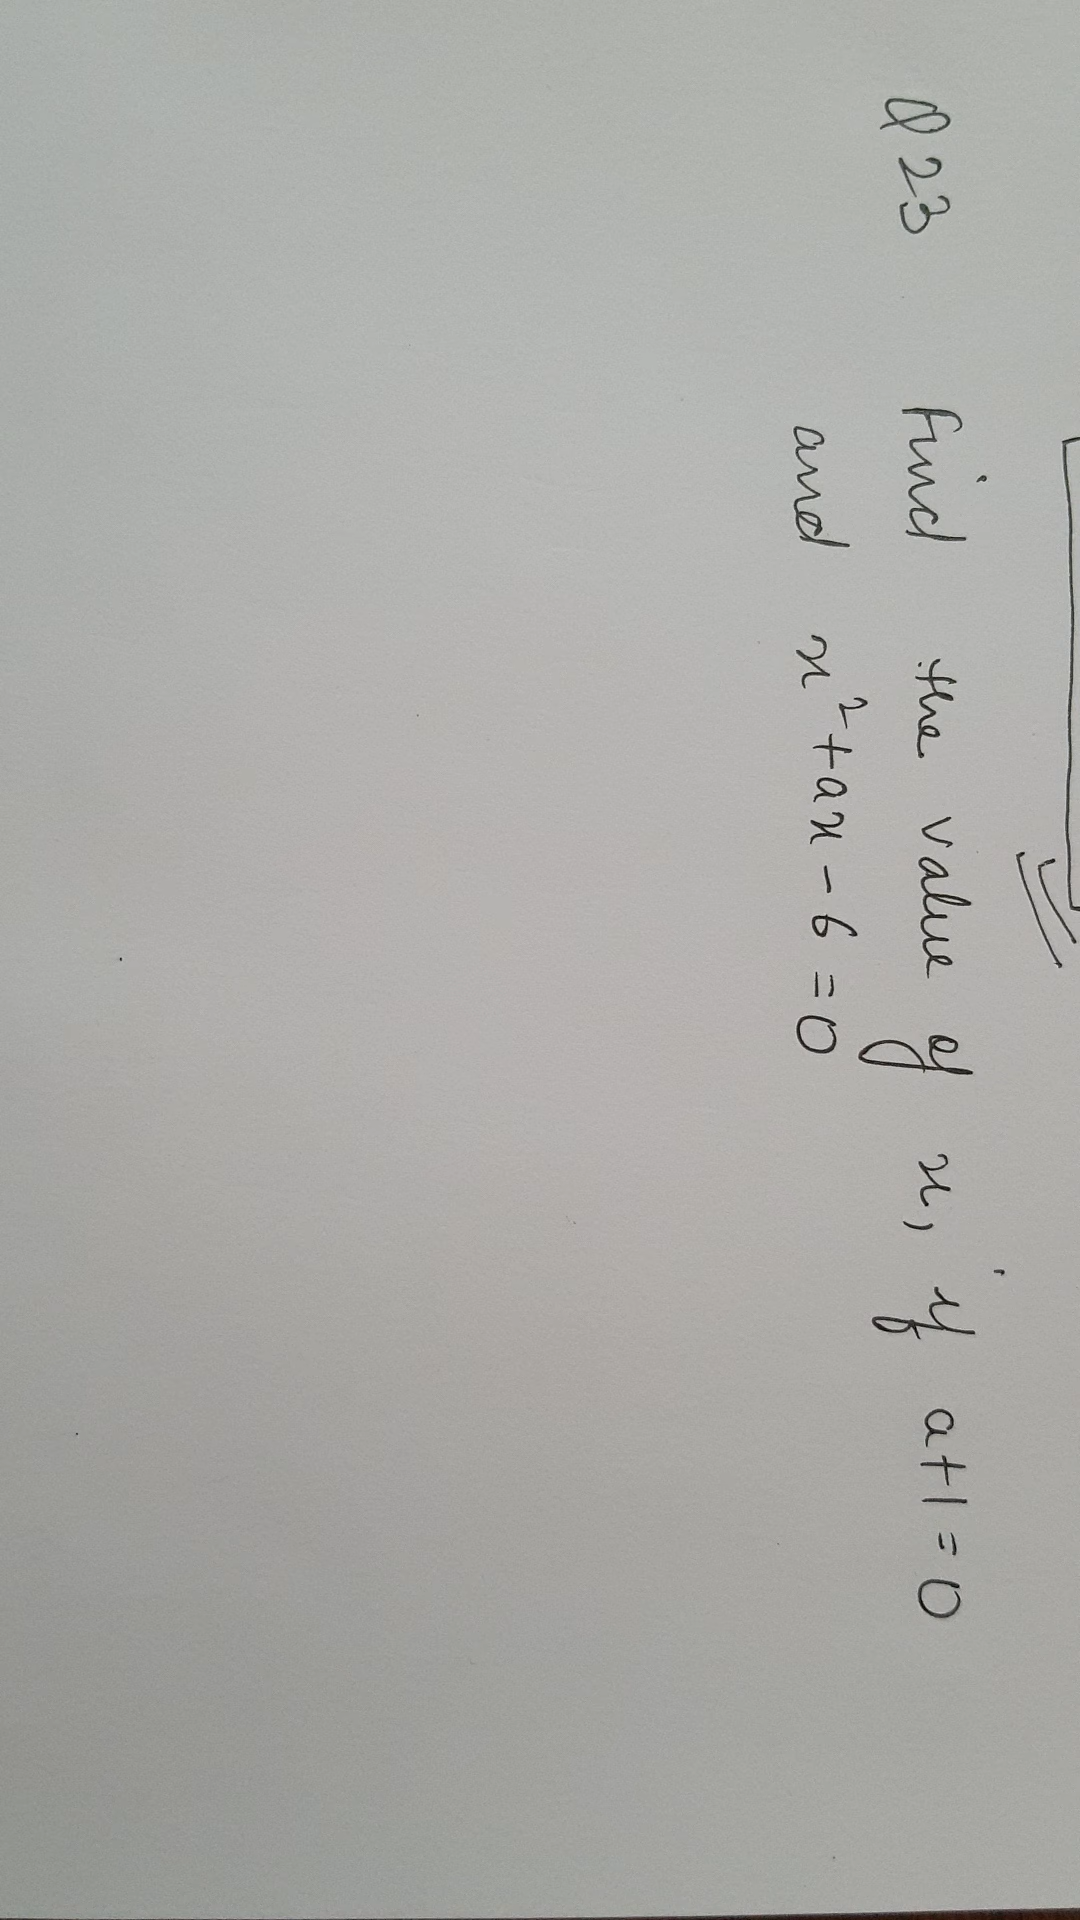 Q 23 Find the value of x, if a+1=0
and x²+ax-6=0